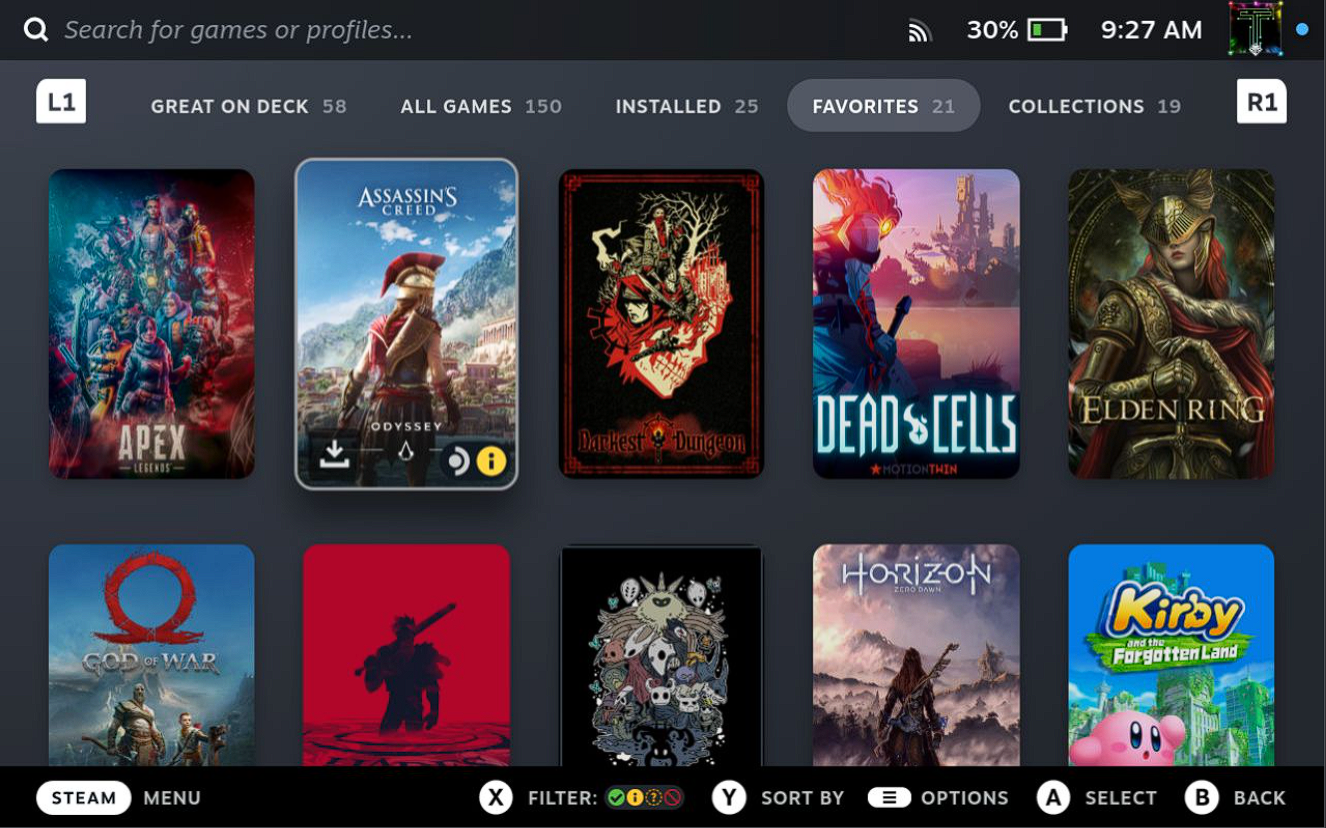 Search for games or profiles...
30%
9:27 AM
L1
GREAT ON DECK 58
ALL GAMES 150
INSTALLED 25
FAVORITES 21
COLLECTIONS 19
R1
APEX
LEGENDS
ASSASSIN'S
CREED
ODYSSEY
Darkest Dungeon
DEAD CELLS
MOTIONTWIN
ELDEN RING
GOD OF WAR
HORIZON
ZERO DAWN
Kirby
and the
Forgotten Land
STEAM MENU
X FILTER:
Y SORT BY
OPTIONS
A SELECT
B BACK